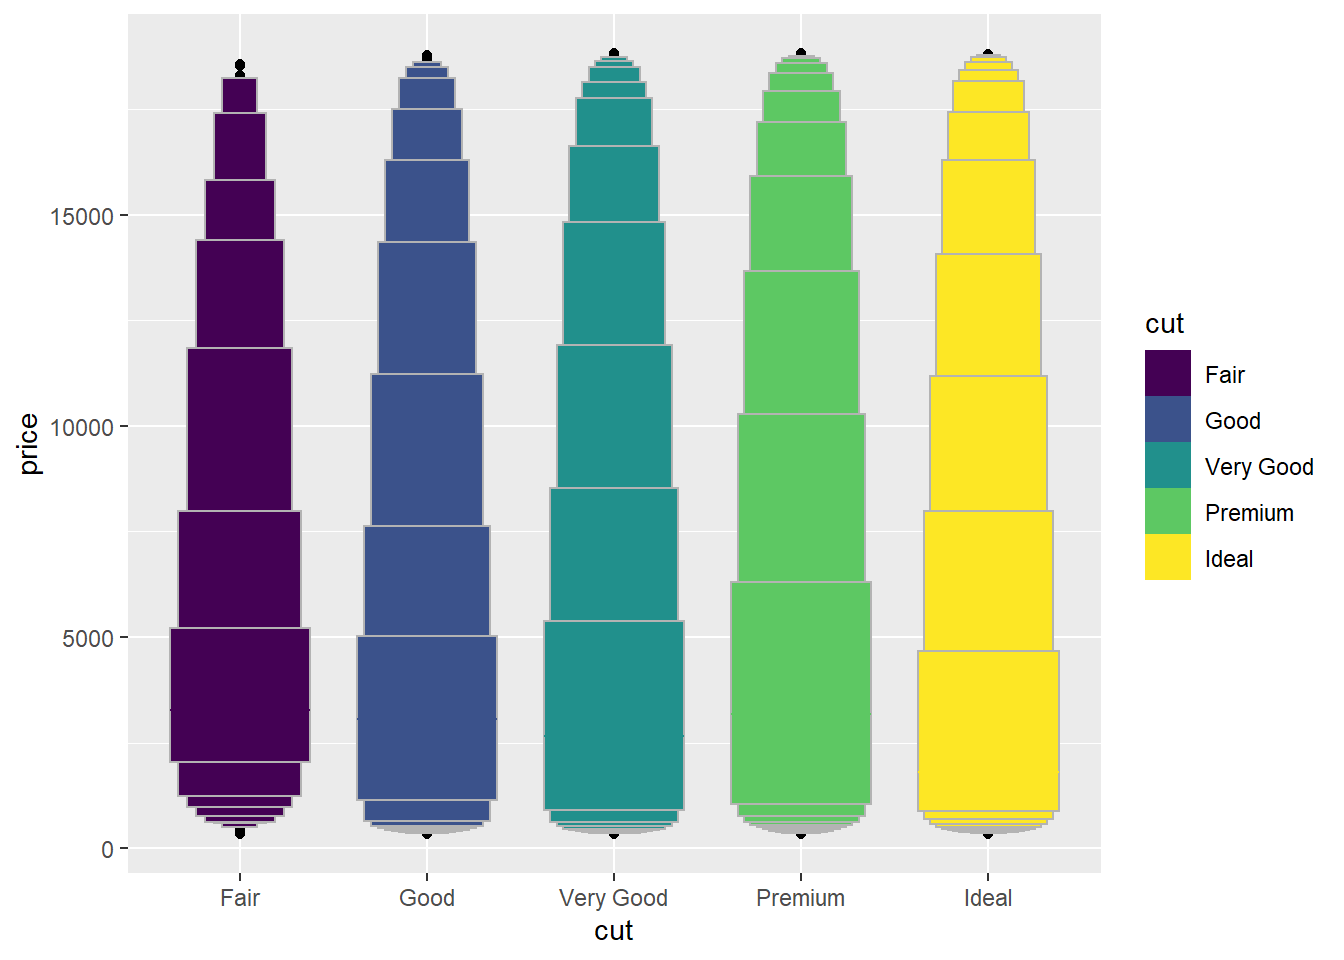 price
15000
10000
5000
0
Fair
Good
Very Good
Premium
Ideal
cut
cut
Fair
Good
Very Good
Premium
Ideal